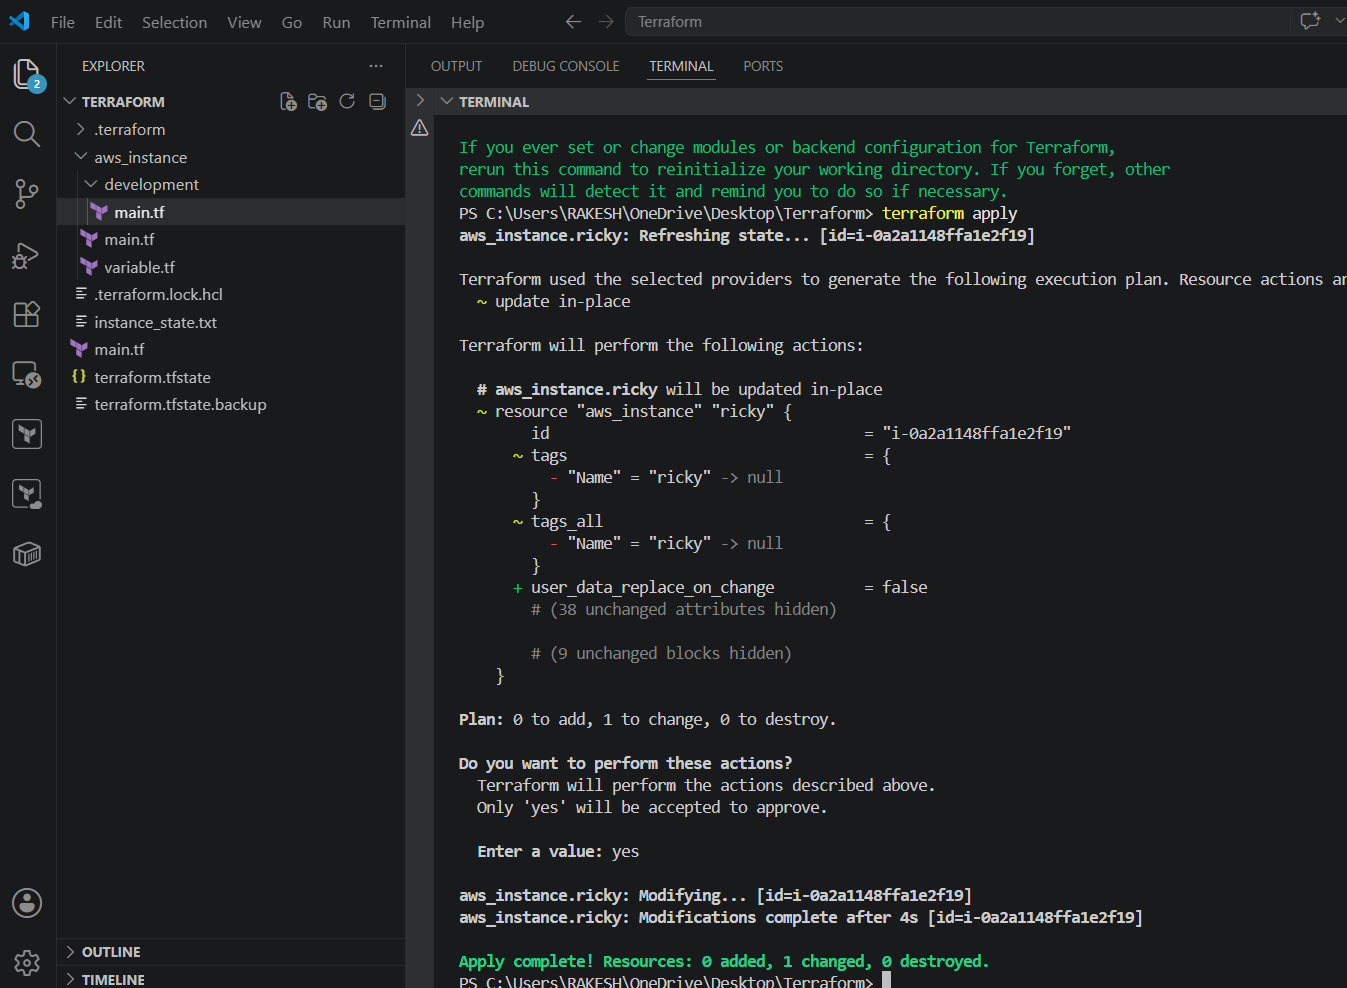 File Edit Selection View Go Run Terminal Help
Terraform
2
EXPLORER
TERRAFORM
.terraform
aws_instance
development
main.tf
main.tf
variable.tf
.terraform.lock.hcl
instance_state.txt
main.tf
terraform.tfstate
terraform.tfstate.backup
OUTLINE
TIMELINE
OUTPUT DEBUG CONSOLE TERMINAL PORTS
TERMINAL
If you ever set or change modules or backend configuration for Terraform,
rerun this command to reinitialize your working directory. If you forget, other
commands will detect it and remind you to do so if necessary.
PS C:\Users\RAKESH\OneDrive\Desktop\Terraform> terraform apply
aws_instance.ricky: Refreshing state... [id=i-0a2a1148ffa1e2f19]
Terraform used the selected providers to generate the following execution plan. Resource actions
~ update in-place
Terraform will perform the following actions:
# aws_instance.ricky will be updated in-place
~ resource "aws_instance" "ricky" {
id = "i-0a2a1148ffa1e2f19"
~ tags = {
- "Name" = "ricky" -> null
}
~ tags_all = {
- "Name" = "ricky" -> null
}
+ user_data_replace_on_change = false
# (38 unchanged attributes hidden)
# (9 unchanged blocks hidden)
}
Plan: 0 to add, 1 to change, 0 to destroy.
Do you want to perform these actions?
Terraform will perform the actions described above.
Only 'yes' will be accepted to approve.
Enter a value: yes
aws_instance.ricky: Modifying... [id=i-0a2a1148ffa1e2f19]
aws_instance.ricky: Modifications complete after 4s [id=i-0a2a1148ffa1e2f19]
Apply complete! Resources: 0 added, 1 changed, 0 destroyed.
PS C:\Users\RAKESH\OneDrive\Desktop\Terraform>